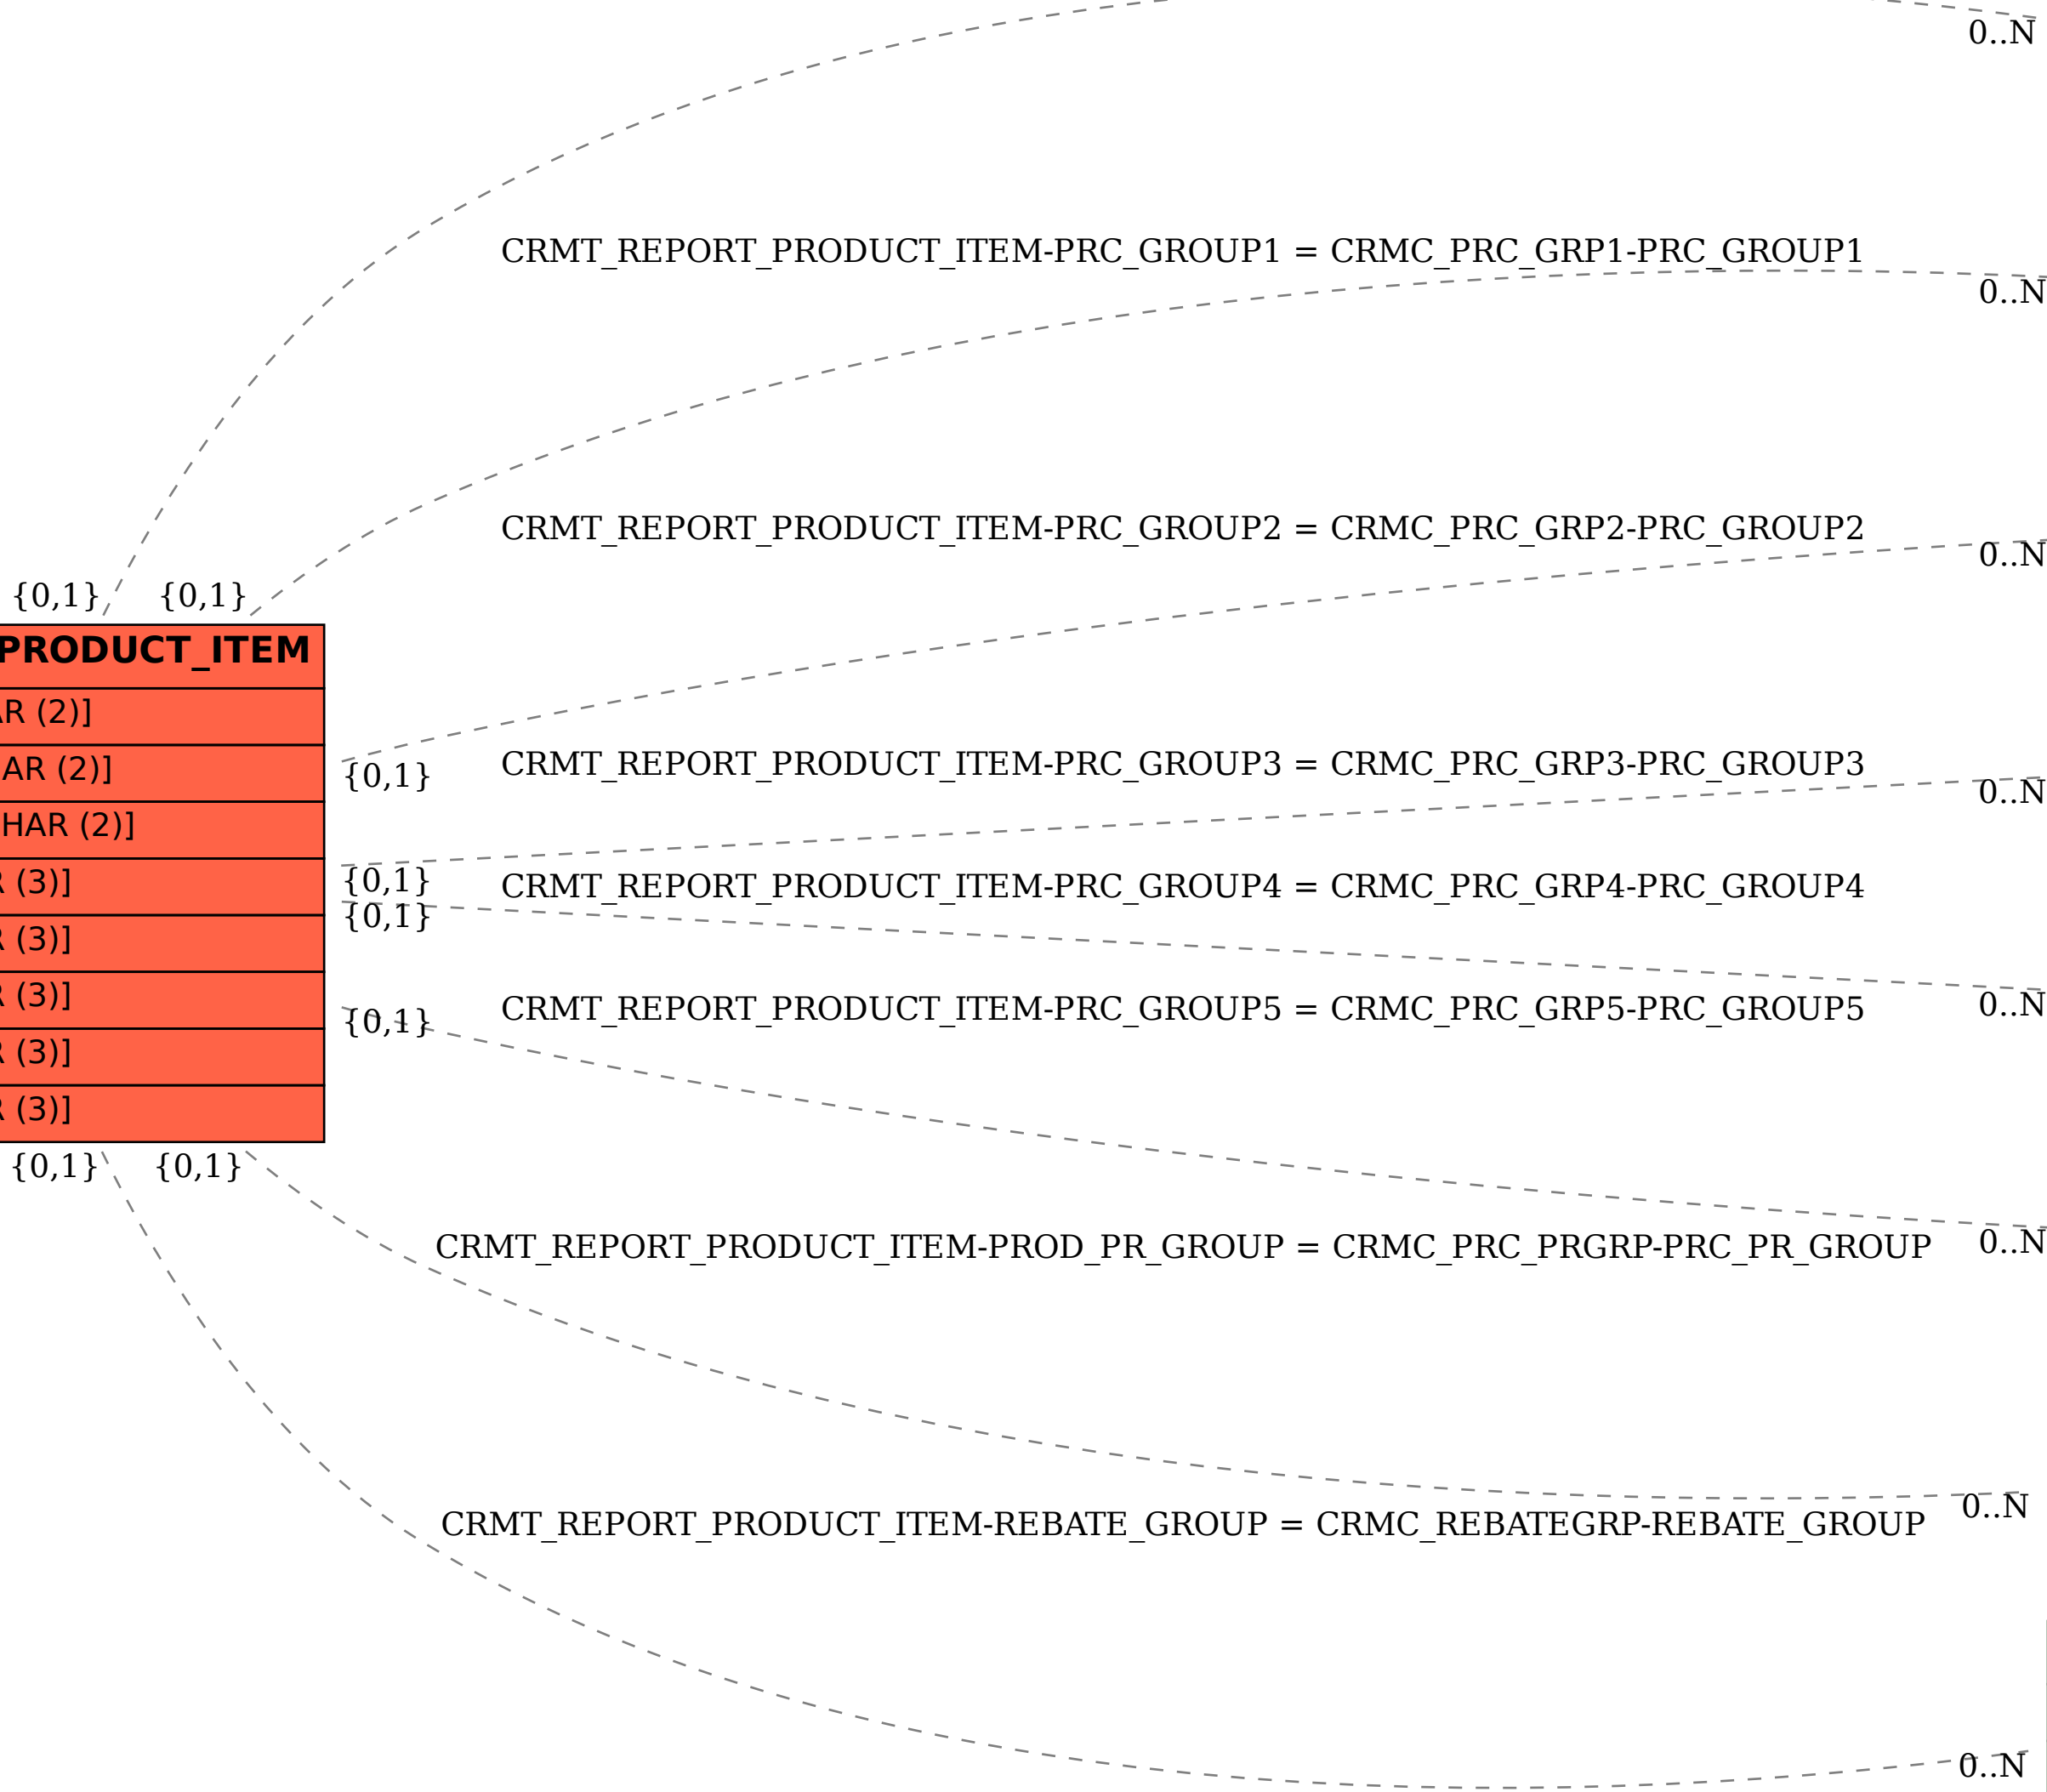 0..N
CRMT_REPORT_PRODUCT_ITEM-PRC_GROUP1 = CRMC_PRC_GRP1-PRC_GROUP1
0..N
CRMT_REPORT_PRODUCT_ITEM-PRC_GROUP2 = CRMC_PRC_GRP2-PRC_GROUP2
0..N
{0,1} {0,1}
PRODUCT_ITEM
AR (2)]
AR (2)]
HAR (2)]
R (3)]
R (3)]
R (3)]
R (3)]
R (3)]
{0,1}
CRMT_REPORT_PRODUCT_ITEM-PRC_GROUP3 = CRMC_PRC_GRP3-PRC_GROUP3
0..N
{0,1}
CRMT_REPORT_PRODUCT_ITEM-PRC_GROUP4 = CRMC_PRC_GRP4-PRC_GROUP4
{0,1}
0..N
{0,1}
CRMT_REPORT_PRODUCT_ITEM-PRC_GROUP5 = CRMC_PRC_GRP5-PRC_GROUP5
{0,1} {0,1}
CRMT_REPORT_PRODUCT_ITEM-PROD_PR_GROUP = CRMC_PRC_PRGRP-PRC_PR_GROUP
0..N
0..N
CRMT_REPORT_PRODUCT_ITEM-REBATE_GROUP = CRMC_REBATEGRP-REBATE_GROUP
0..N